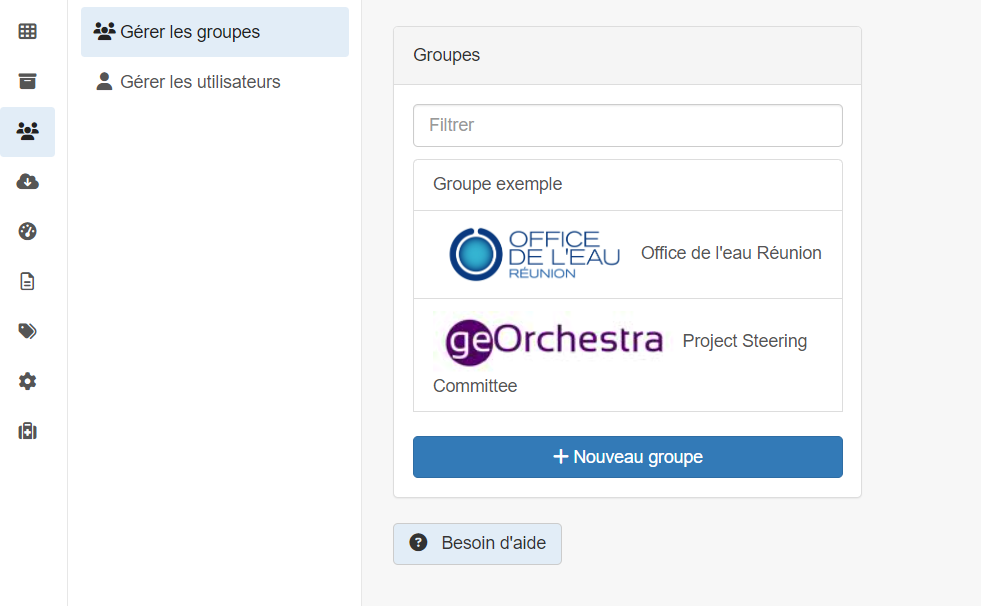 Gérer les groupes
Gérer les utilisateurs
Groupes
Filtrer
Groupe exemple
OFFICE
DE L'EAU
RÉUNION
Office de l'eau Réunion
geOrchestra
Project Steering
Committee
Nouveau groupe
Besoin d'aide